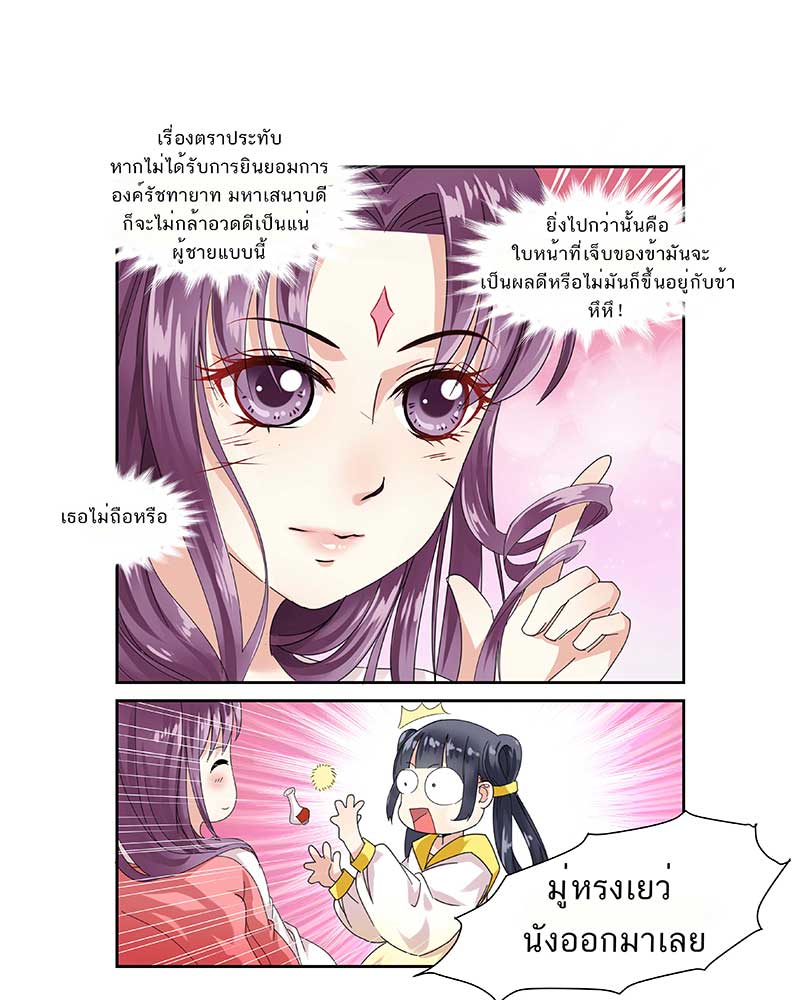 เรื่องตราประทับ
หากไม่ได้รับการยินยอมการ
องค์รัชทายาท มหาเสนาบดี
ก็จะไม่กล้าอวดดีเป็นแน่
ผู้ชายแบบนี้
ยิ่งไปกว่านั้นคือ
ใบหน้าที่เจ็บของข้ามันจะ
เป็นผลดีหรือไม่มันก็ขึ้นอยู่กับข้า
หึหึ!
เธอไม่ถือหรือ
มู่หรงเยว่
นังออกมาเลย